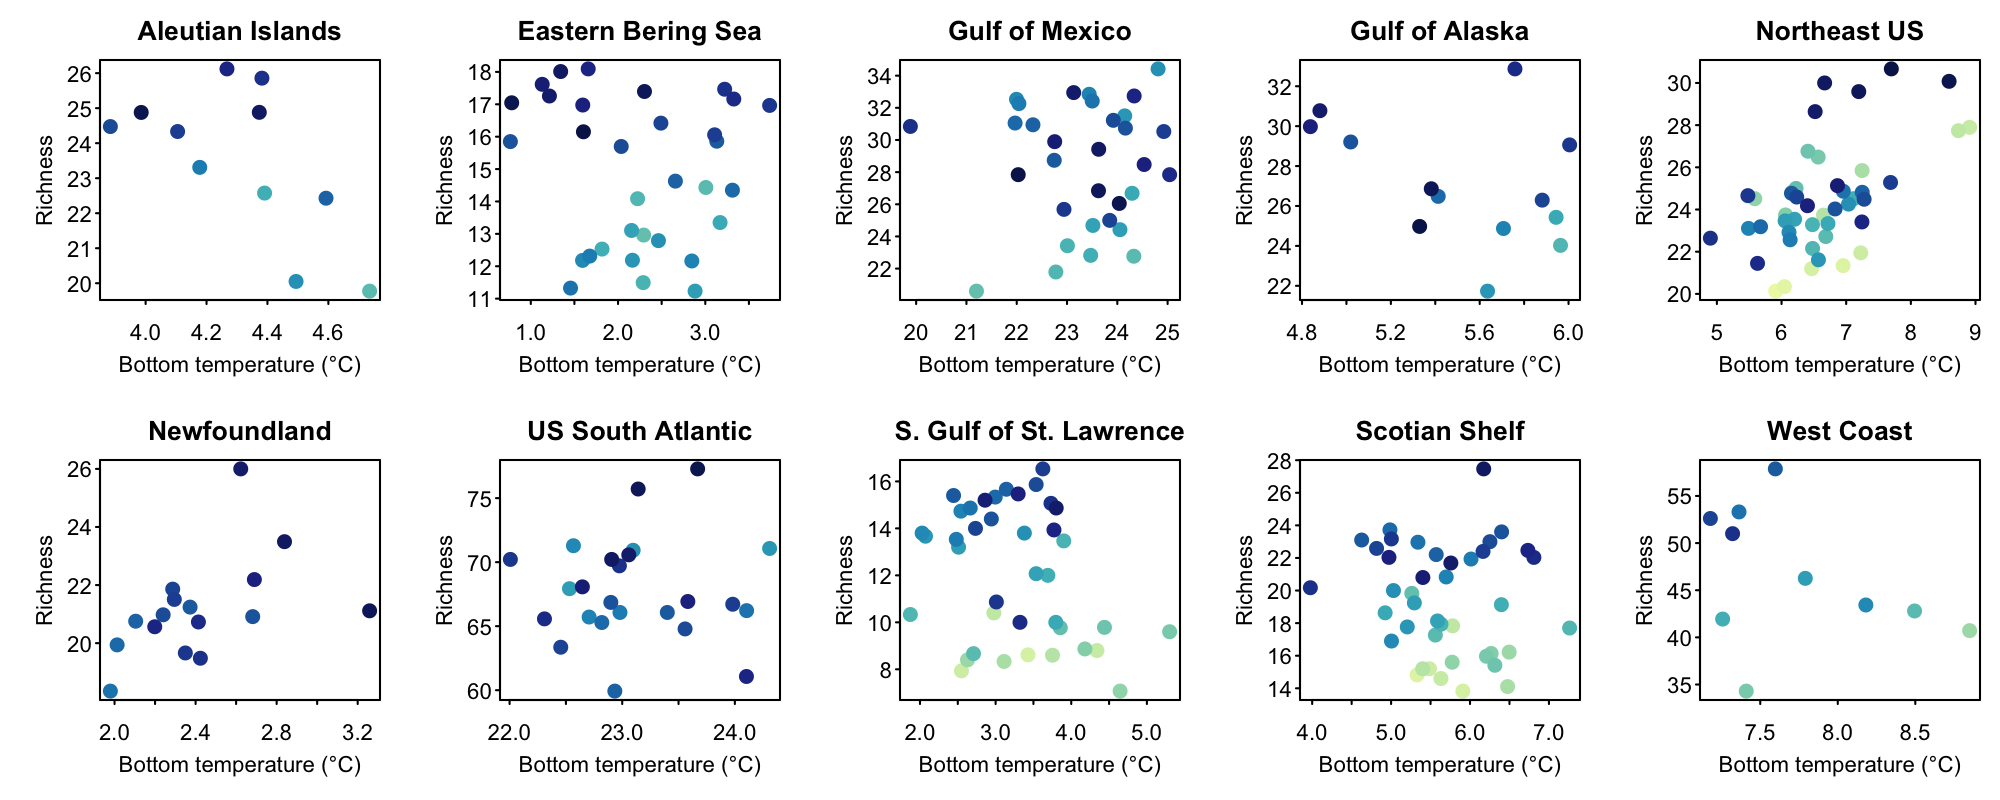 Aleutian Islands
26
25
24
23
22
21
20
Richness
4.0 4.2 4.4 4.6
Bottom temperature (°C)
Eastern Bering Sea
18
17
16
15
14
13
12
11
Richness
1.0 2.0 3.0
Bottom temperature (°C)
Gulf of Mexico
34
32
30
28
26
24
22
Richness
20 21 22 23 24 25
Bottom temperature (°C)
Gulf of Alaska
32
30
28
26
24
22
Richness
4.8 5.2 5.6 6.0
Bottom temperature (°C)
Northeast US
30
28
26
24
22
20
Richness
5 6 7 8 9
Bottom temperature (°C)
Newfoundland
26
24
22
20
Richness
2.0 2.4 2.8 3.2
Bottom temperature (°C)
US South Atlantic
75
70
65
60
Richness
22.0 23.0 24.0
Bottom temperature (°C)
S. Gulf of St. Lawrence
16
14
12
10
8
Richness
2.0 3.0 4.0 5.0
Bottom temperature (°C)
Scotian Shelf
28
26
24
22
20
18
16
14
Richness
4.0 5.0 6.0 7.0
Bottom temperature (°C)
West Coast
55
50
45
40
35
Richness
7.5 8.0 8.5
Bottom temperature (°C)